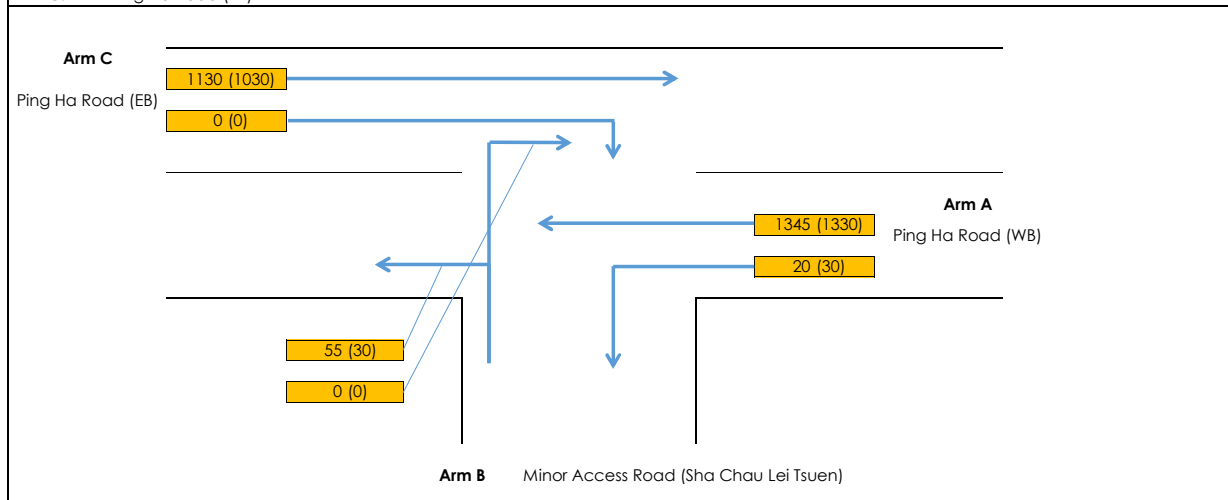 Arm C
1130 (1030)
Ping Ha Road (EB)
0 (0)
Arm A
1345 (1330)
Ping Ha Road (WB)
20 (30)
55 (30)
0 (0)
Arm B Minor Access Road (Sha Chau Lei Tsuen)